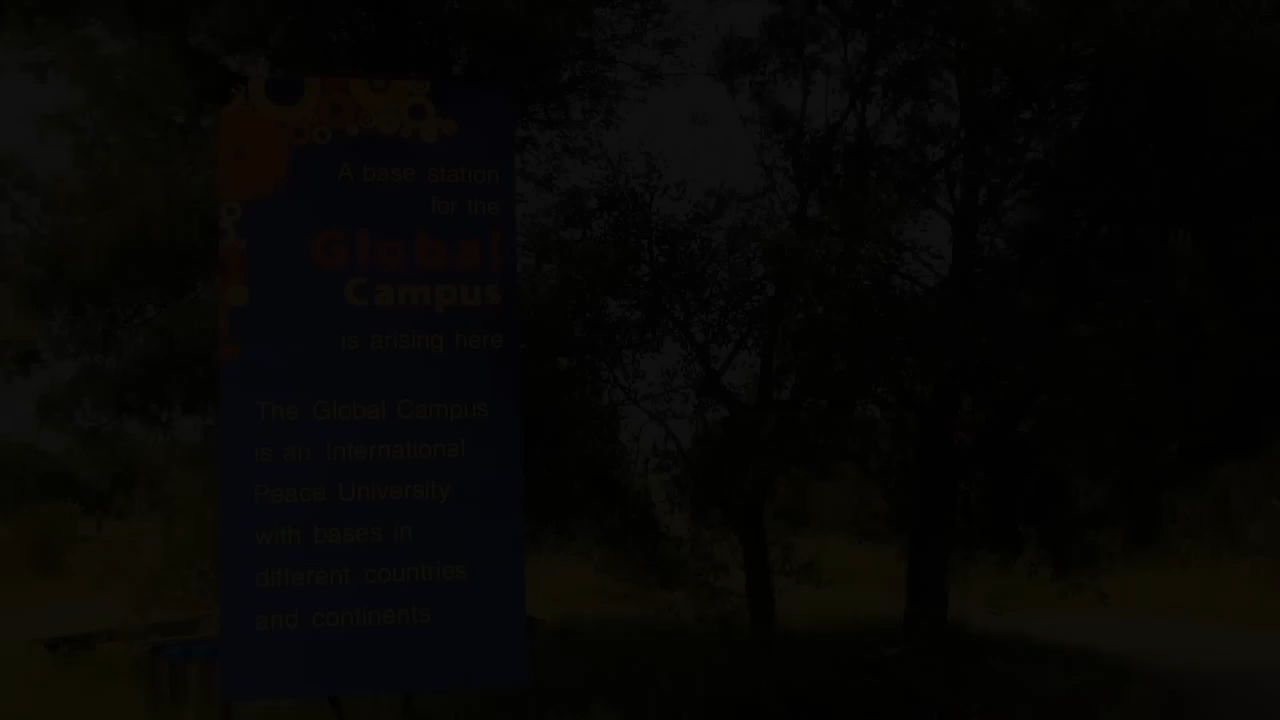 A base station
for the
Global
Campus
is arising here
The Global Campus
is an International
Peace University
with bases in
different countries
and continents